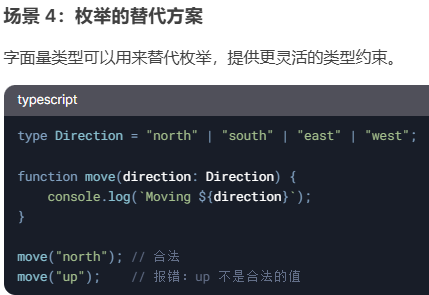 场景 4：枚举的替代方案
字面量类型可以用来替代枚举，提供更灵活的类型约束。
typescript
type Direction = "north" | "south" | "east" | "west";
function move(direction: Direction) {
    console.log(`Moving ${direction}`);
}
move("north"); // 合法
move("up");    // 报错：up 不是合法的值